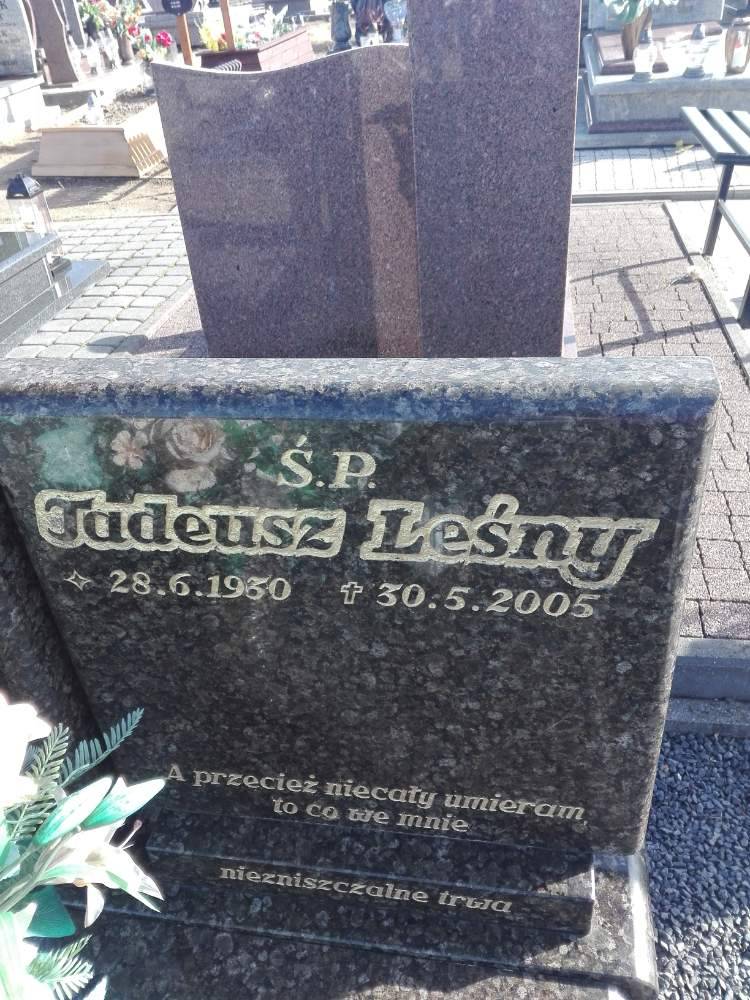 Ś.P.
Tadeusz Leśny
28.6.1930 30.5.2005
A przecież niecały umieram
to co we mnie
niezniszczalne trwa